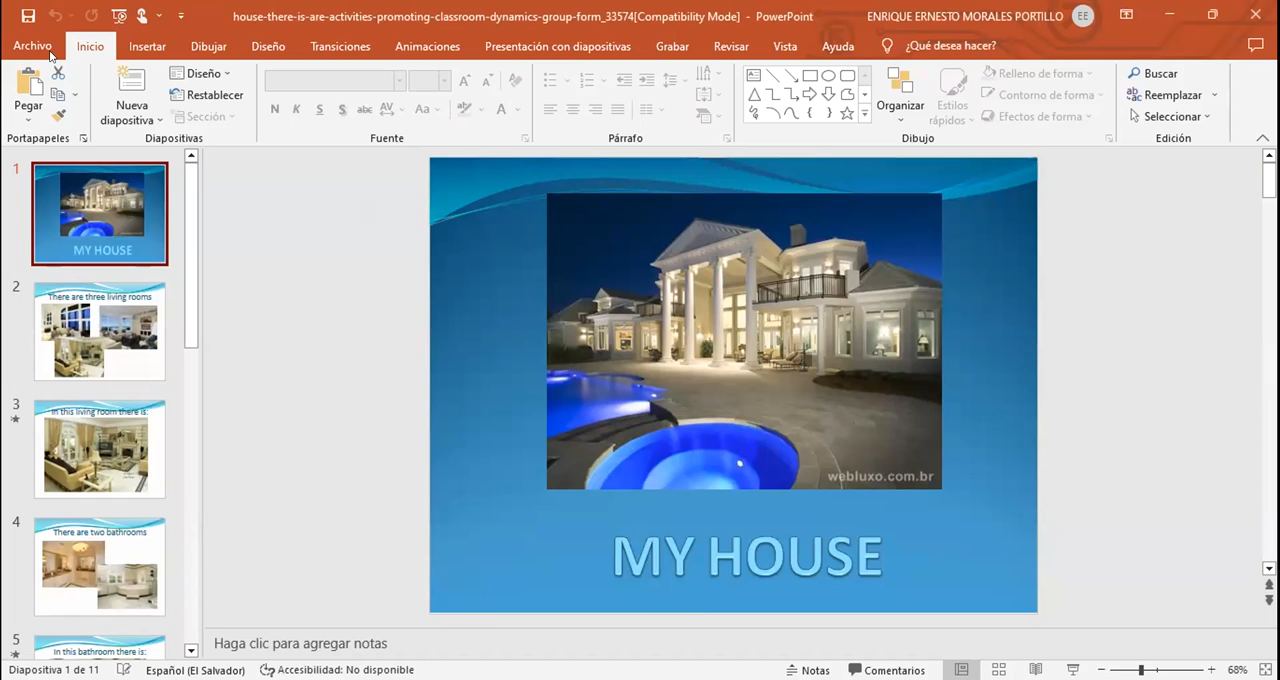 house-there-is-are-activities-promoting-classroom-dynamics-group-form_33574[Compatibility Mode] - PowerPoint
ENRIQUE ERNESTO MORALES PORTILLO EE
Archivo Inicio Insertar Dibujar Diseño Transiciones Animaciones Presentación con diapositivas Grabar Revisar Vista Ayuda ¿Qué desea hacer?
Pegar
Portapapeles
Nueva diapositiva
Diseño
Restablecer
Sección
Diapositivas
N K S S abc AV Aa A
Fuente
Párrafo
Organizar
Estilos rápidos
Relleno de forma
Contorno de forma
Efectos de forma
Dibujo
Buscar
Reemplazar
Seleccionar
Edición
1
MY HOUSE
2
There are three living rooms
3
In this living room there is:
4
There are two bathrooms
5
In this bathroom there is:
webluxo.com.br
MY HOUSE
Haga clic para agregar notas
Diapositiva 1 de 11 Español (El Salvador) Accesibilidad: No disponible Notas Comentarios 68%